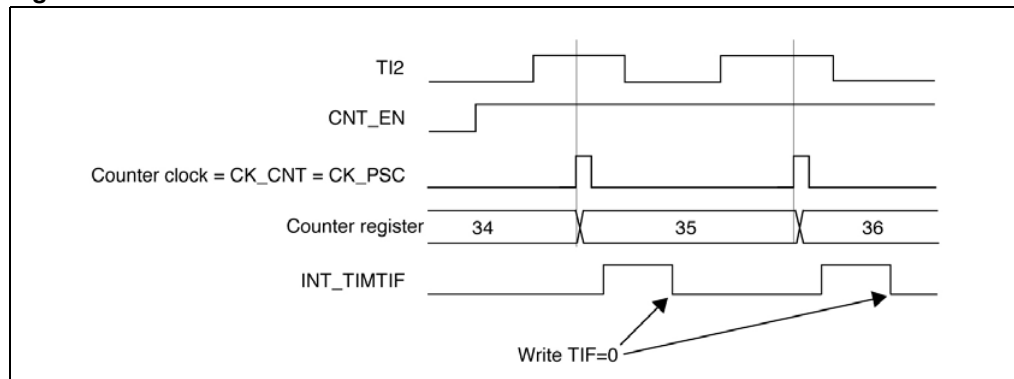 TI2
CNT_EN
Counter clock = CK_CNT = CK_PSC
Counter register 34 35 36
INT_TIMTIF
Write TIF=0